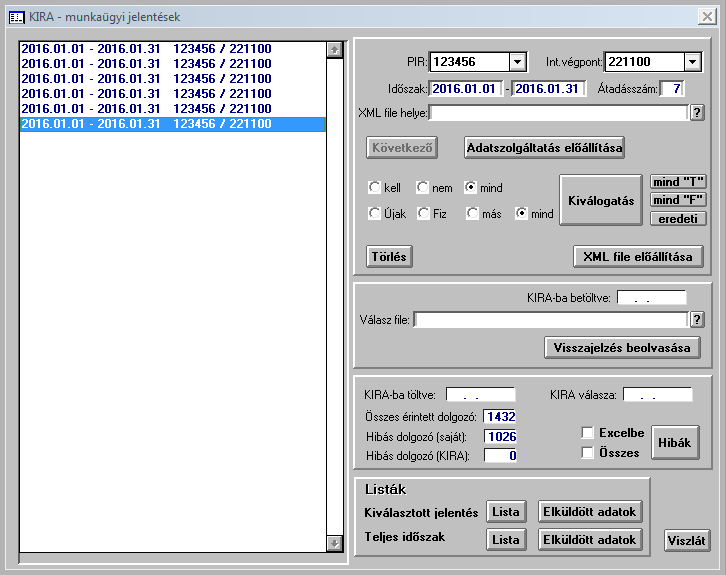 KIRA - munkaügyi jelentések
2016.01.01 - 2016.01.31 123456 / 221100
2016.01.01 - 2016.01.31 123456 / 221100
2016.01.01 - 2016.01.31 123456 / 221100
2016.01.01 - 2016.01.31 123456 / 221100
2016.01.01 - 2016.01.31 123456 / 221100
2016.01.01 - 2016.01.31 123456 / 221100
PIR: 123456 Int.végpont: 221100
Időszak: 2016.01.01 - 2016.01.31 Átadásszám: 7
XML file helye: ?
Következő Adatszolgáltatás előállítása
kell nem mind
Újak Fiz más mind
Kiválogatás
mind "T"
mind "F"
eredeti
Törlés XML file előállítása
KIRA-ba betöltve: . .
Válasz file: ?
Visszajelzés beolvasása
KIRA-ba töltve: . . KIRA válasza: . .
Összes érintett dolgozó: 1432
Hibás dolgozó (saját): 1026
Hibás dolgozó (KIRA): 0
Excelbe
Összes
Hibák
Listák
Kiválasztott jelentés Lista Elküldött adatok
Teljes időszak Lista Elküldött adatok
Viszlát